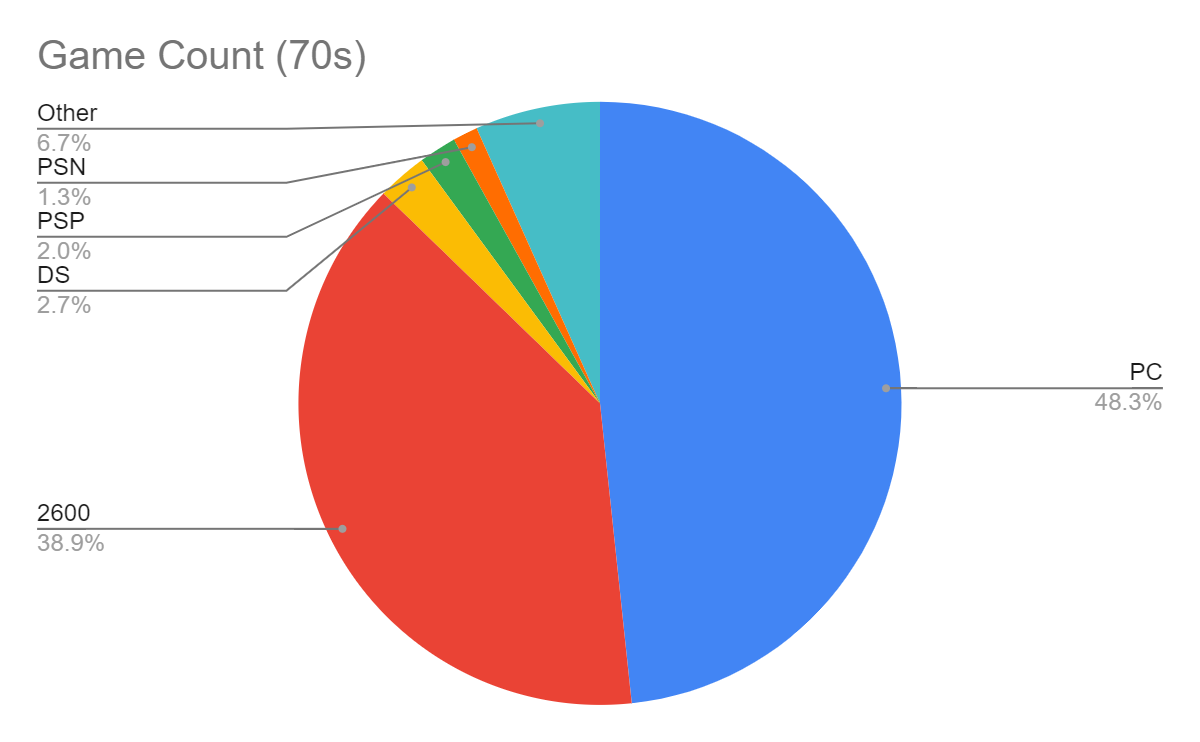 Game Count (70s)
Other
6.7%
PSN
1.3%
PSP
2.0%
DS
2.7%
PC
48.3%
2600
38.9%